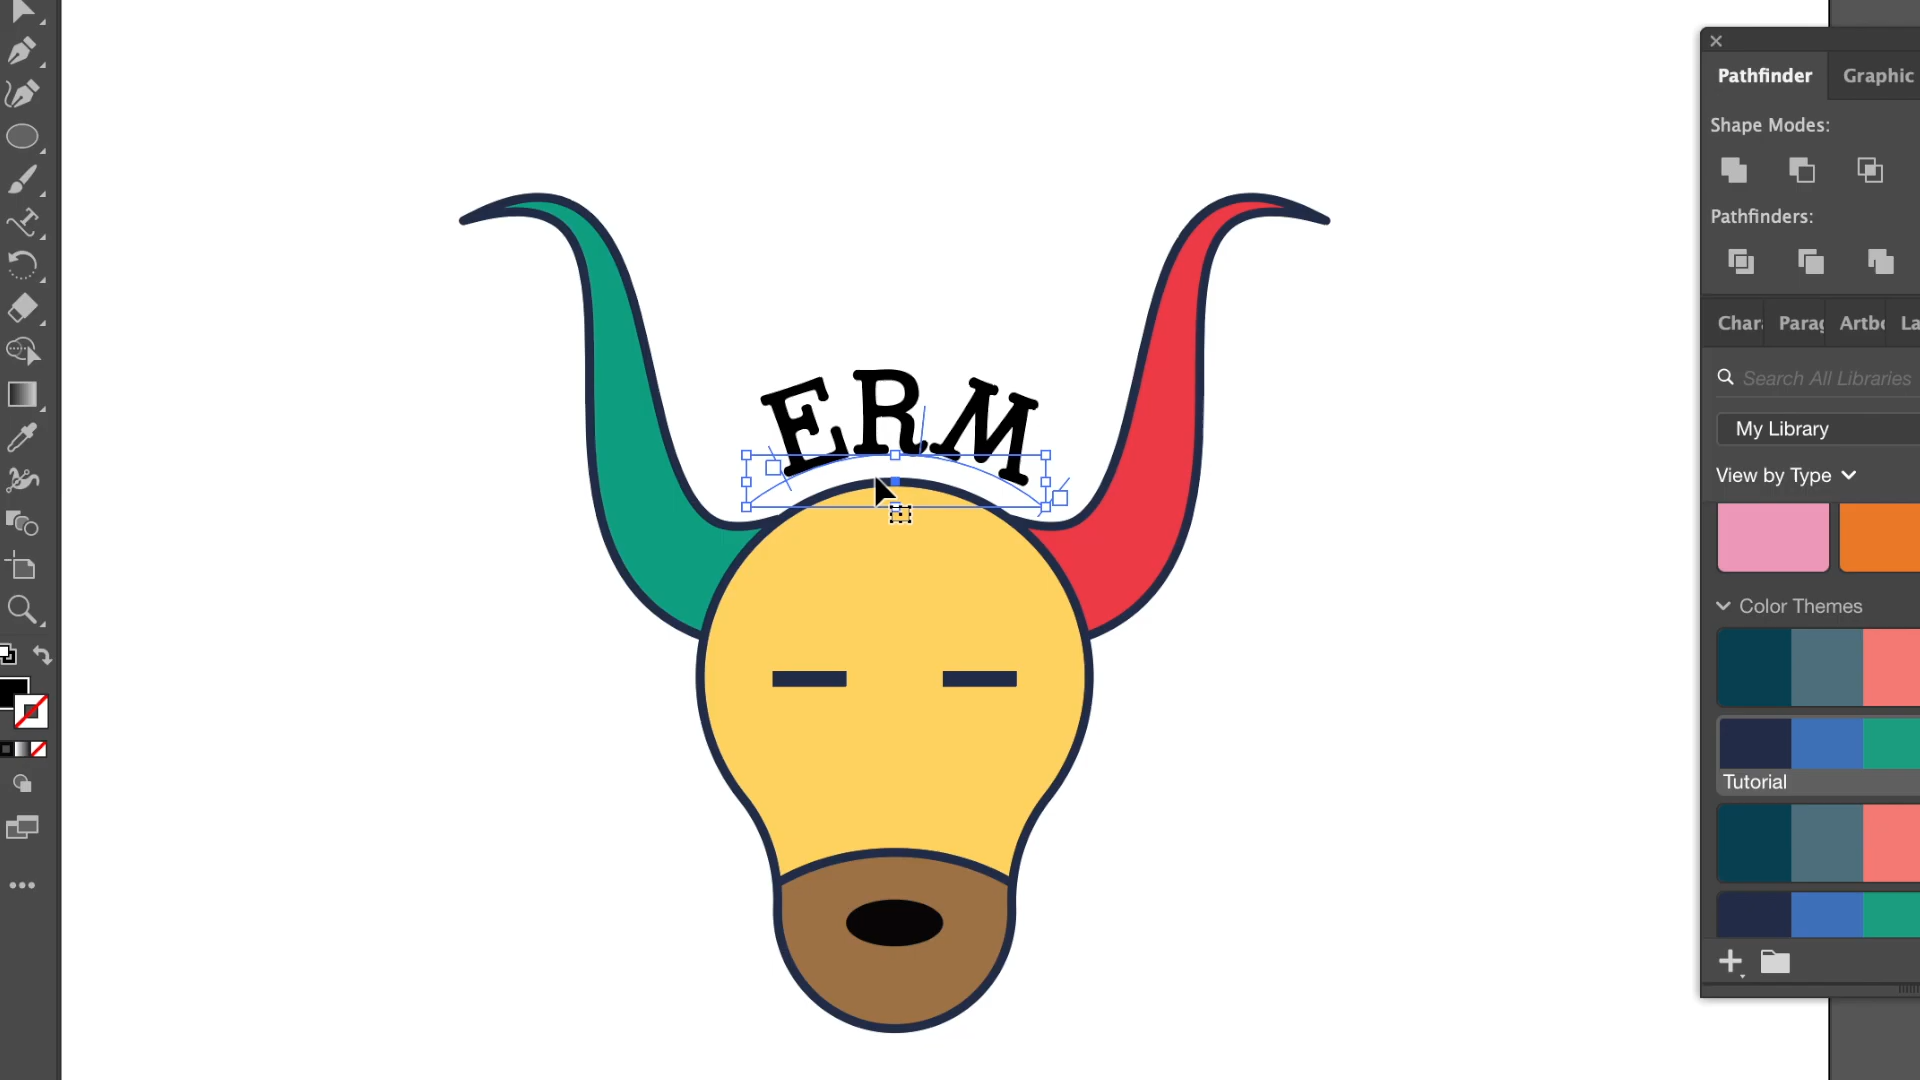 Pathfinder
Graphic
Shape Modes:
Pathfinders:
Char
Parag
Artbo
La
Search All Libraries
My Library
View by Type
Color Themes
Tutorial
ERM